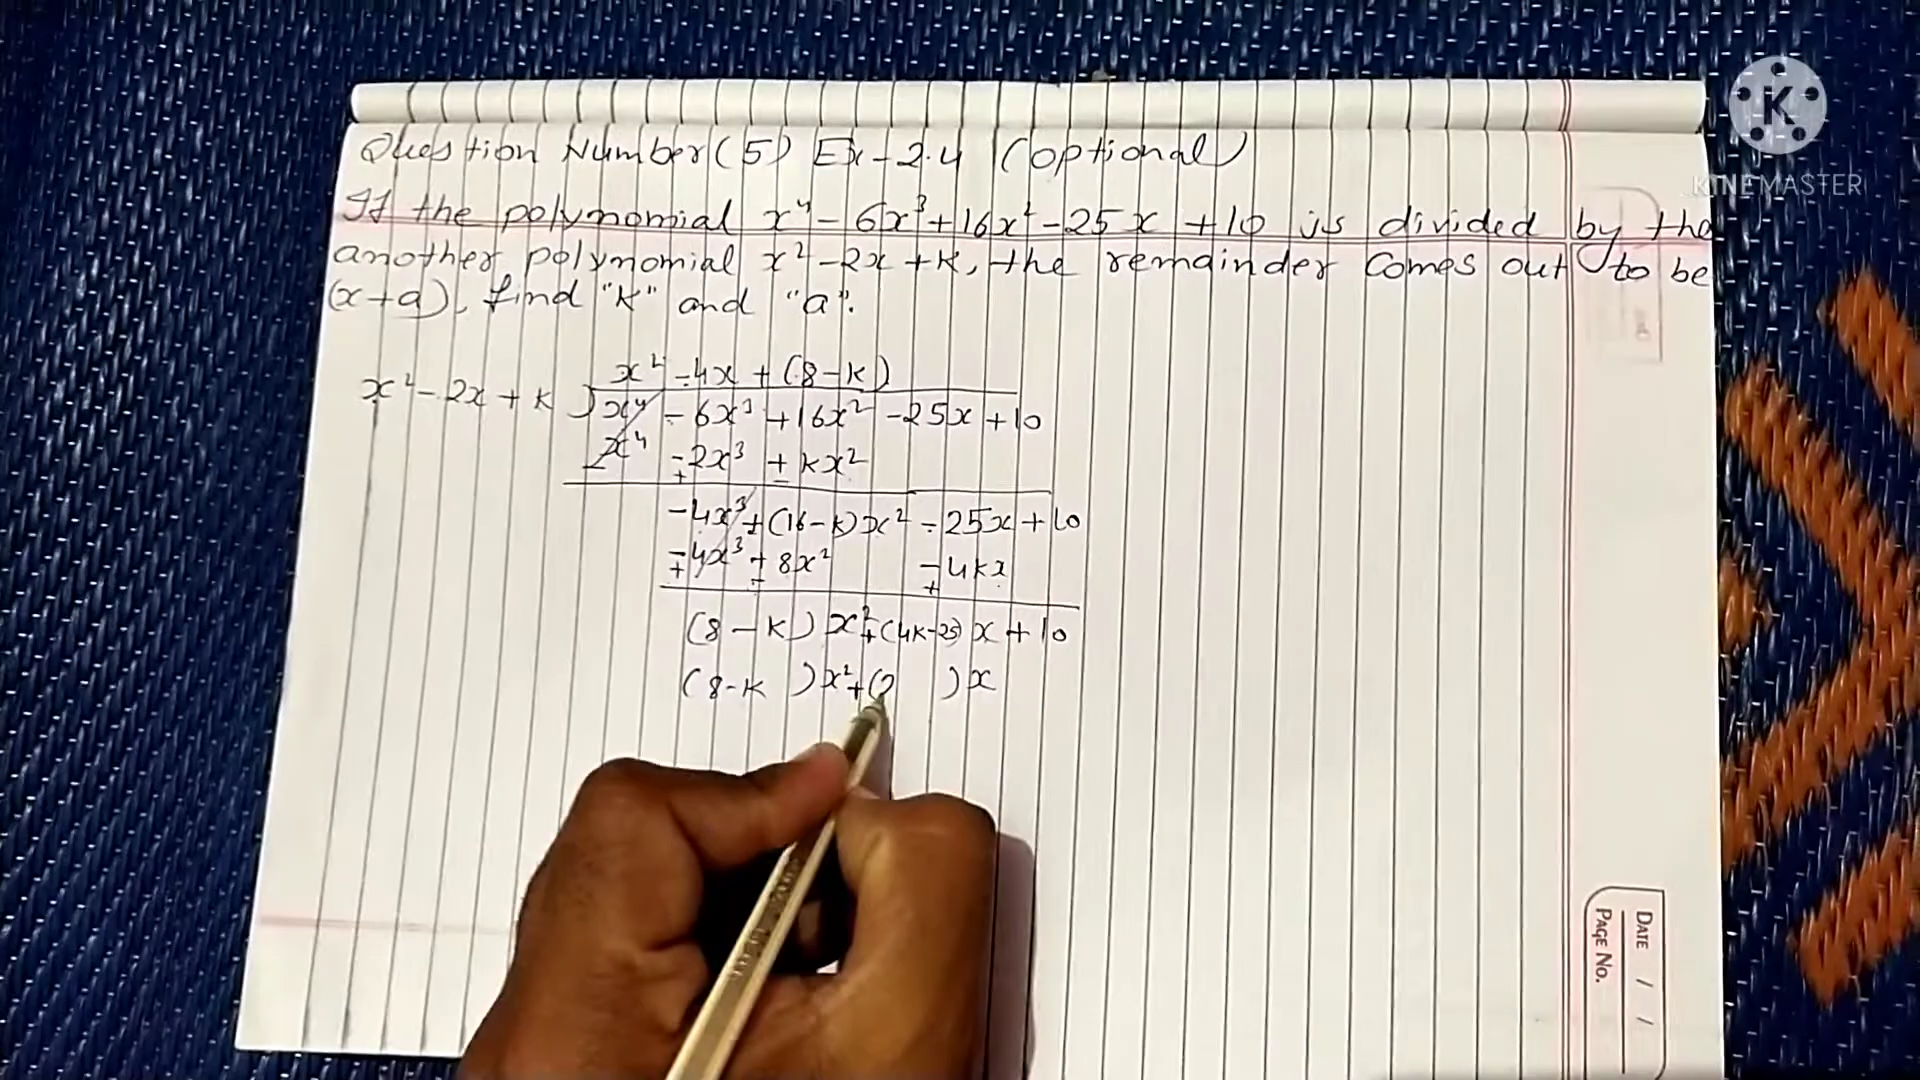 Question Number (5) Ex-2.4 (optional)
If the polynomial x⁴ - 6x³ + 16x² - 25x + 10 is divided by the
another polynomial x² - 2x + k, the remainder comes out to be
(x+a), find "k" and "a".
x² - 4x + (8-k)
x² - 2x + k ) x⁴ - 6x³ + 16x² - 25x + 10
x⁴ - 2x³ + kx²
- + -
-4x³ + (16-k)x² - 25x + 10
-4x³ + 8x² - 4kx
+ - +
(8-k) x² + (4k-25) x + 10
(8-k )x² + ( )x
K
KINEMASTER
DATE / /
PAGE NO.